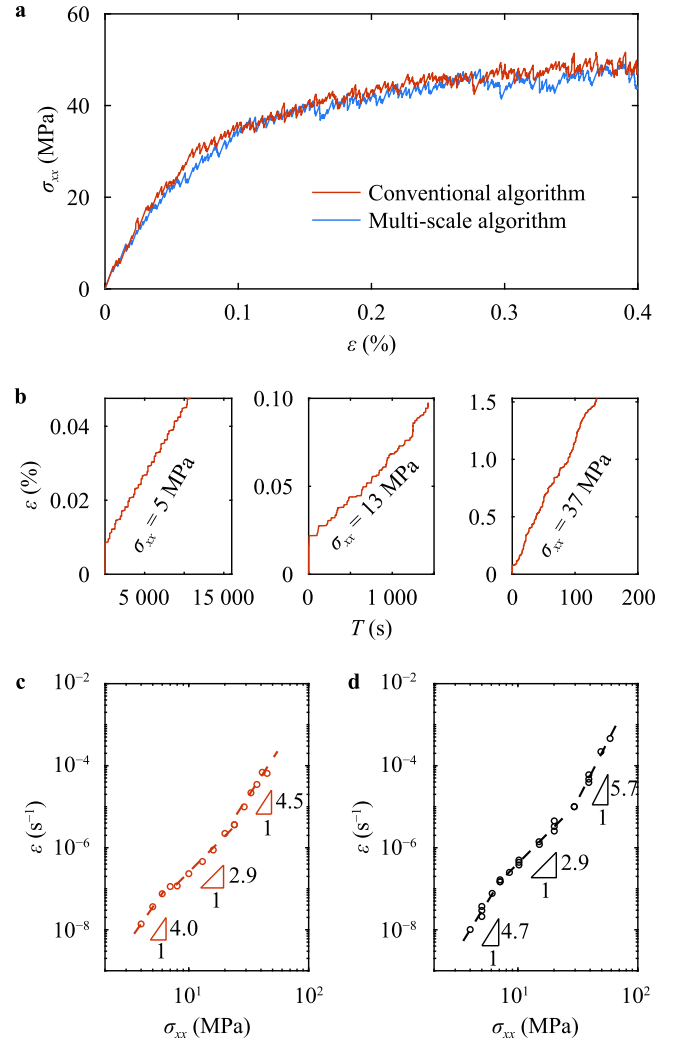 a
60
40
20
0
σxx (MPa)
Conventional algorithm
Multi-scale algorithm
0 0.1 0.2 0.3 0.4
ε (%)
b
0.04
0.02
0
ε (%)
σxx = 5 MPa
5 000 15 000
0.10
0.05
0
σxx = 13 MPa
0 1 000
1.5
1.0
0.5
0
σxx = 37 MPa
0 100 200
T (s)
c
10⁻²
10⁻⁴
10⁻⁶
10⁻⁸
ε (s⁻¹)
4.5
1
2.9
1
4.0
1
10¹ 10²
σxx (MPa)
d
10⁻²
10⁻⁴
10⁻⁶
10⁻⁸
ε (s⁻¹)
5.7
1
2.9
1
4.7
1
10¹ 10²
σxx (MPa)